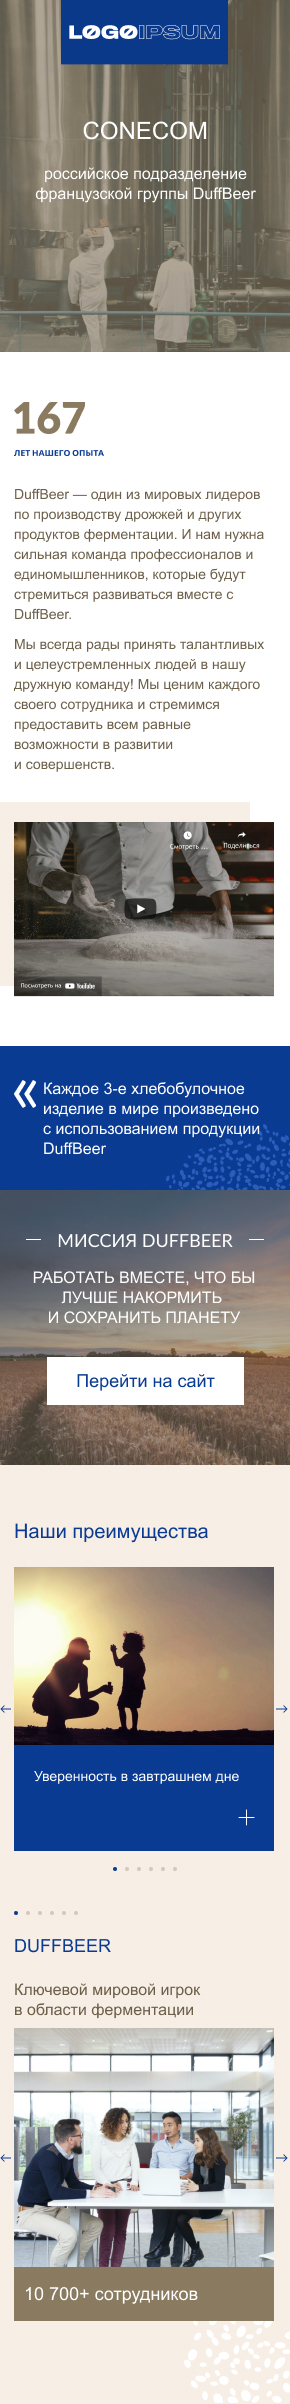 LOGOIPSUM
CONECOM
российское подразделение
французской группы DuffBeer
167
ЛЕТ НАШЕГО ОПЫТА
DuffBeer — один из мировых лидеров
по производству дрожжей и других
продуктов ферментации. И нам нужна
сильная команда профессионалов и
единомышленников, которые будут
стремиться развиваться вместе с
DuffBeer.
Мы всегда рады принять талантливых
и целеустремленных людей в нашу
дружную команду! Мы ценим каждого
своего сотрудника и стремимся
предоставить всем равные
возможности в развитии
и совершенств.
Смотреть ...
Поделиться
Посмотреть на YouTube
« Каждое 3-е хлебобулочное
изделие в мире произведено
с использованием продукции
DuffBeer
МИССИЯ DUFFBEER
РАБОТАТЬ ВМЕСТЕ, ЧТО БЫ
ЛУЧШЕ НАКОРМИТЬ
И СОХРАНИТЬ ПЛАНЕТУ
Перейти на сайт
Наши преимущества
Уверенность в завтрашнем дне
DUFFBEER
Ключевой мировой игрок
в области ферментации
10 700+ сотрудников